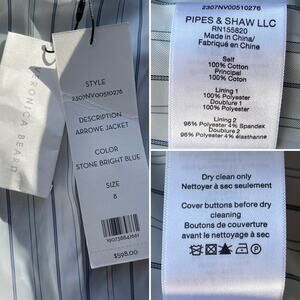 VERONICA BEARD
STYLE
2307NV00510276
DESCRIPTION
ARROWE JACKET
COLOR
STONE BRIGHT BLUE
SIZE
8
$598.00
2307NV00510276
PIPES & SHAW LLC
RN155820
Made in China/
Fabriqué en Chine
Self
100% Cotton
Principal
100% Coton
Lining 1
100% Polyester
Doublure 1
100% Polyester
Lining 2
96% Polyester 4% Spandex
Doublure 2
96% Polyester 4% élasthanne
Dry clean only
Nettoyer à sec seulement
Cover buttons before dry
cleaning
Boutons de couverture
avant le nettoyage à sec